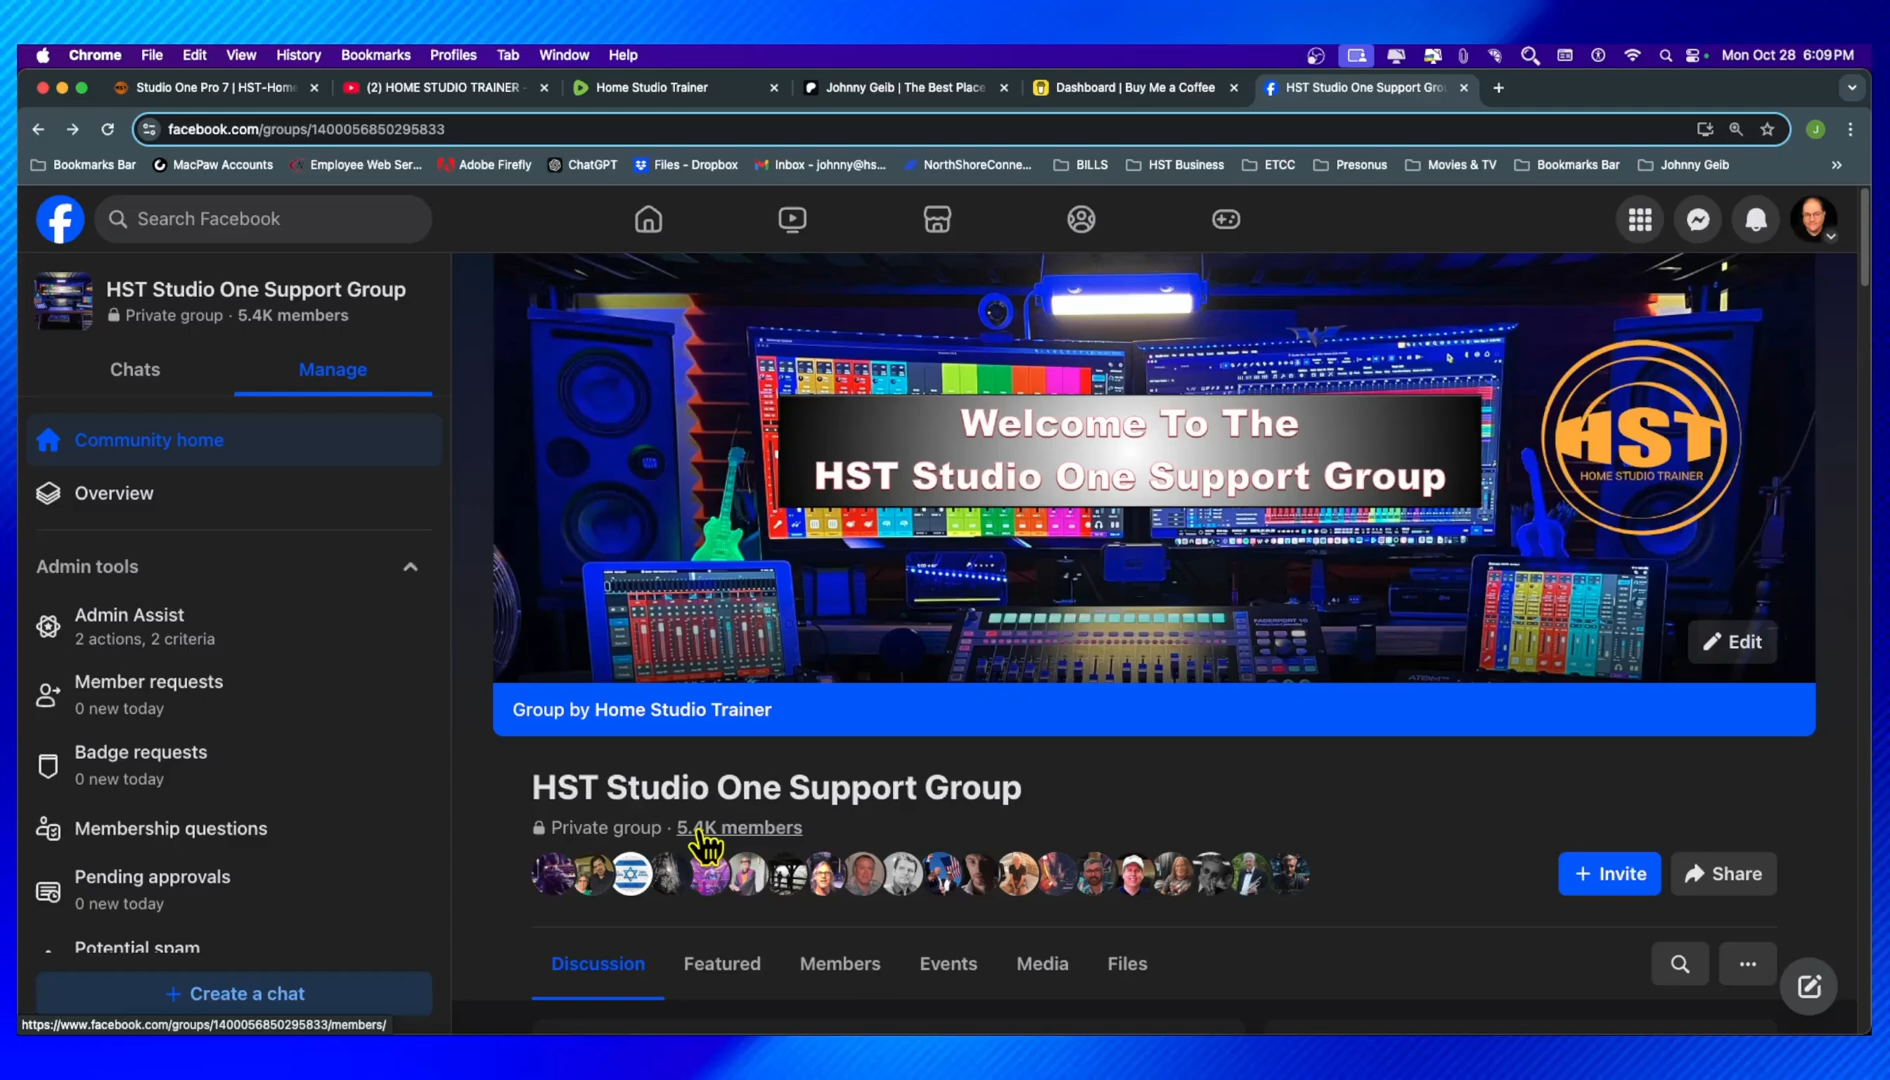 Chrome File Edit View History Bookmarks Profiles Tab Window Help Mon Oct 28 6:09 PM
Studio One Pro 7 | HST-Home (2) HOME STUDIO TRAINER - Home Studio Trainer Johnny Geib | The Best Place Dashboard | Buy Me a Coffee HST Studio One Support Grou
facebook.com/groups/1400056850295833 J
Bookmarks Bar MacPaw Accounts Employee Web Ser... Adobe Firefly ChatGPT Files - Dropbox Inbox - johnny@hs... NorthShoreConne... BILLS HST Business ETCC Presonus Movies & TV Bookmarks Bar Johnny Geib
Search Facebook
HST Studio One Support Group
Private group · 5.4K members
Chats Manage
Community home
Overview
Admin tools
Admin Assist
2 actions, 2 criteria
Member requests
0 new today
Badge requests
0 new today
Membership questions
Pending approvals
0 new today
Potential spam
+ Create a chat
https://www.facebook.com/groups/1400056850295833/members/
Welcome To The
HST Studio One Support Group
HST
HOME STUDIO TRAINER
FADERPORT 16
Edit
Group by Home Studio Trainer
HST Studio One Support Group
Private group · 5.4K members
+ Invite Share
Discussion Featured Members Events Media Files